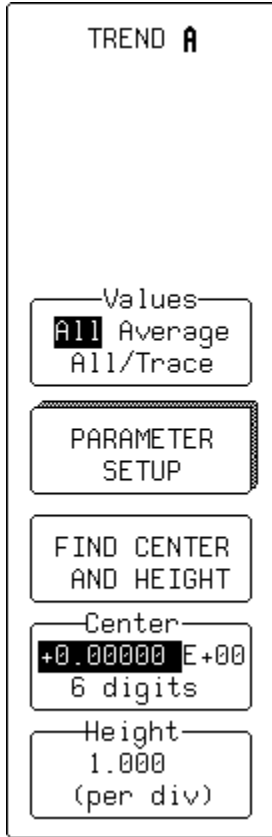 TREND A
Values
All Average
All/Trace
PARAMETER
SETUP
FIND CENTER
AND HEIGHT
Center
+0.00000 E+00
6 digits
Height
1.000
(per div)